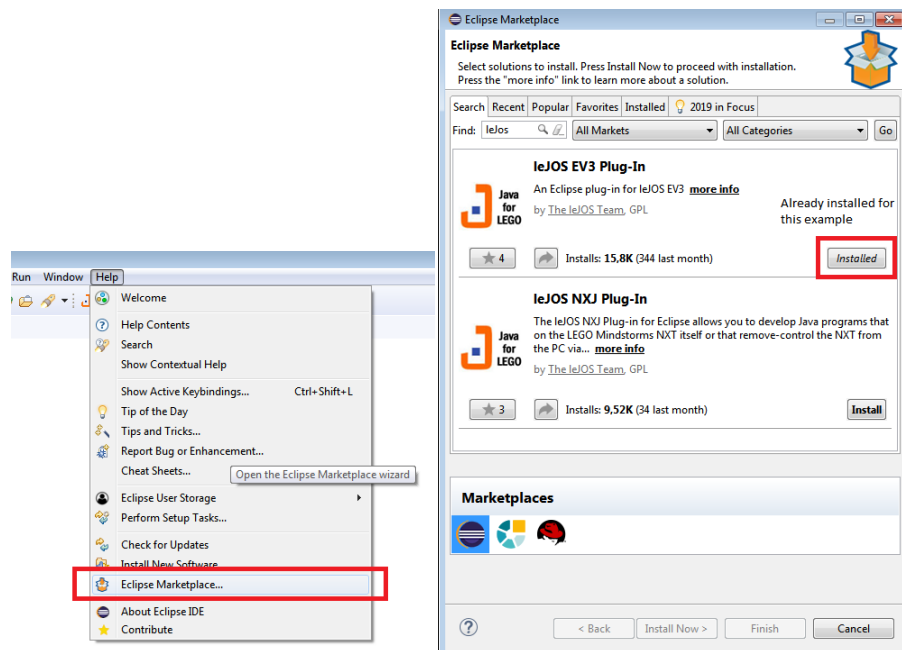 Run Window Help
Welcome
Help Contents
Search
Show Contextual Help
Show Active Keybindings... Ctrl+Shift+L
Tip of the Day
Tips and Tricks...
Report Bug or Enhancement...
Cheat Sheets...
Open the Eclipse Marketplace wizard
Eclipse User Storage
Perform Setup Tasks...
Check for Updates
Install New Software...
Eclipse Marketplace...
About Eclipse IDE
Contribute
Eclipse Marketplace
Eclipse Marketplace
Select solutions to install. Press Install Now to proceed with installation.
Press the "more info" link to learn more about a solution.
Search Recent Popular Favorites Installed 2019 in Focus
Find: leJos All Markets All Categories Go
leJOS EV3 Plug-In
An Eclipse plug-in for leJOS EV3 more info
by The leJOS Team, GPL
Java
for
LEGO
Already installed for
this example
4 Installs: 15,8K (344 last month) Installed
leJOS NXJ Plug-In
The leJOS NXJ Plug-in for Eclipse allows you to develop Java programs that
on the LEGO Mindstorms NXT itself or that remove-control the NXT from
the PC via... more info
by The leJOS Team, GPL
Java
for
LEGO
3 Installs: 9,52K (34 last month) Install
Marketplaces
? < Back Install Now > Finish Cancel